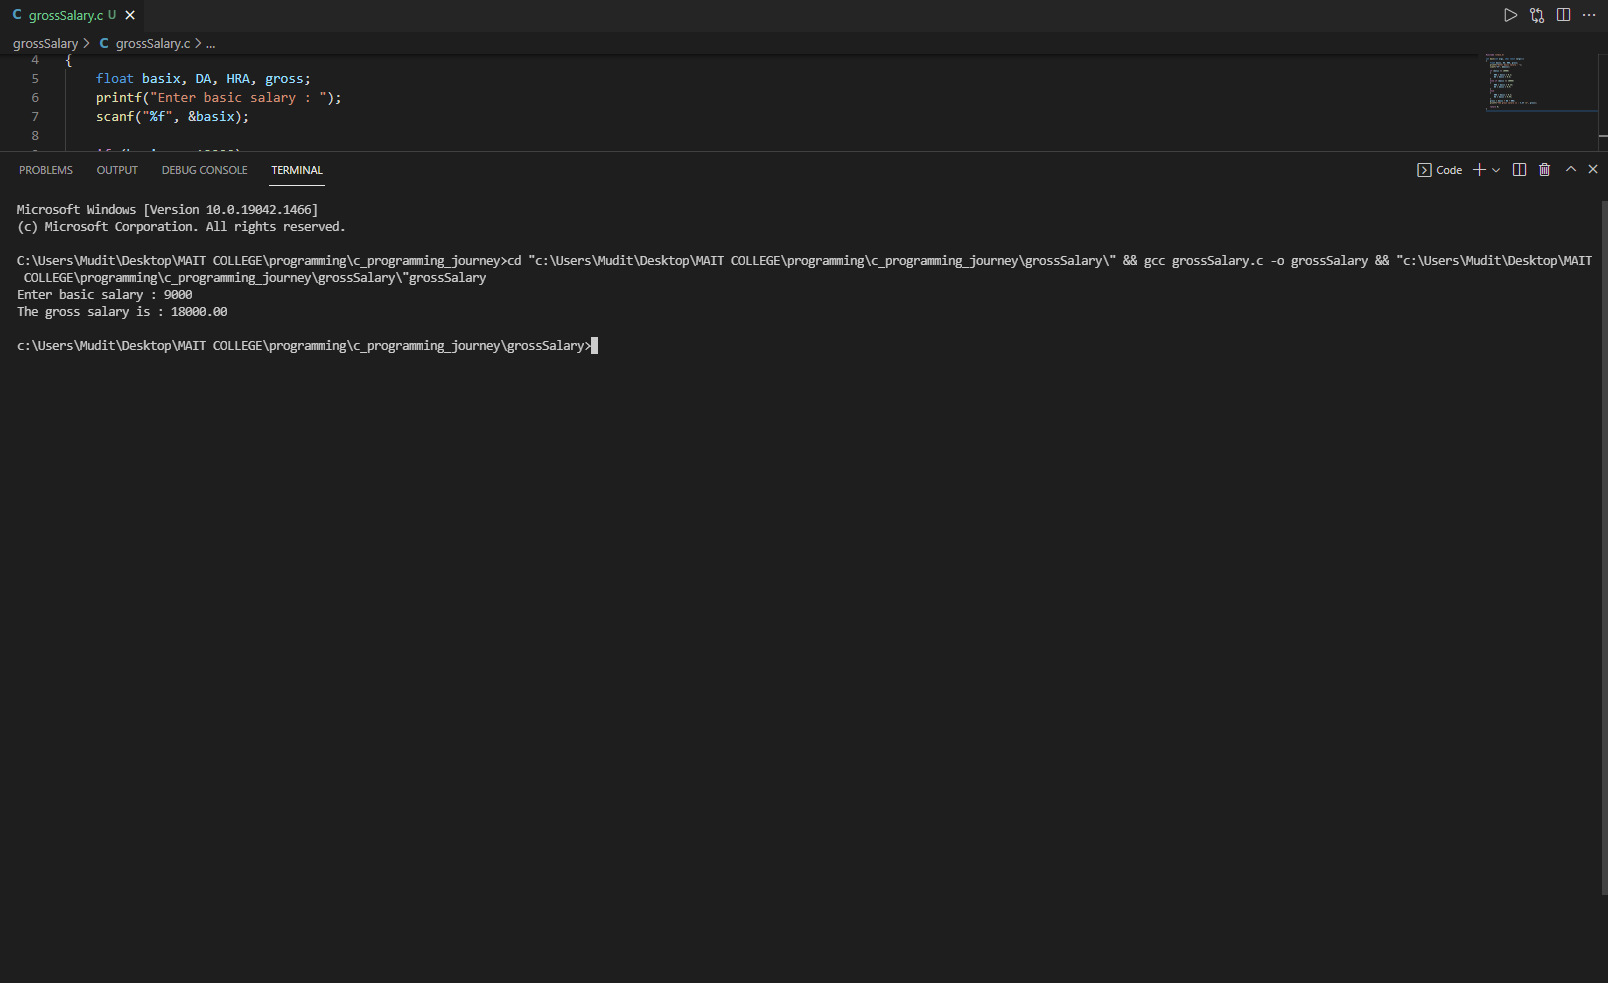 grossSalary.c U
grossSalary > C grossSalary.c > ...
4 {
5 float basix, DA, HRA, gross;
6 printf("Enter basic salary : ");
7 scanf("%f", &basix);
8
PROBLEMS OUTPUT DEBUG CONSOLE TERMINAL
Code
Microsoft Windows [Version 10.0.19042.1466]
(c) Microsoft Corporation. All rights reserved.
C:\Users\Mudit\Desktop\MAIT COLLEGE\programming\c_programming_journey>cd "c:\Users\Mudit\Desktop\MAIT COLLEGE\programming\c_programming_journey\grossSalary\" && gcc grossSalary.c -o grossSalary && "c:\Users\Mudit\Desktop\MAIT
COLLEGE\programming\c_programming_journey\grossSalary\"grossSalary
Enter basic salary : 9000
The gross salary is : 18000.00
c:\Users\Mudit\Desktop\MAIT COLLEGE\programming\c_programming_journey\grossSalary>